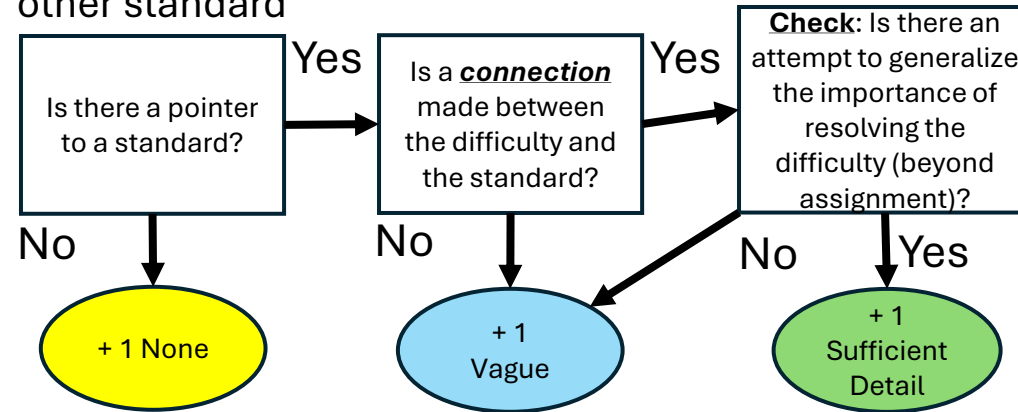 other standard
Is there a pointer
to a standard?
Yes
Is a connection
made between
the difficulty and
the standard?
Yes
Check: Is there an
attempt to generalize
the importance of
resolving the
difficulty (beyond
assignment)?
No
No
No
Yes
+ 1 None
+ 1
Vague
+ 1
Sufficient
Detail